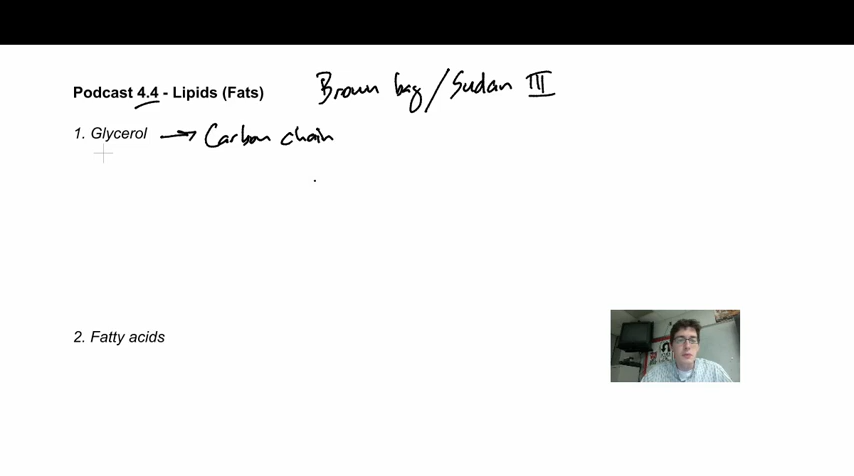 Podcast 4.4 - Lipids (Fats) Brown bag/Sudan III
1. Glycerol → Carbon chain
2. Fatty acids